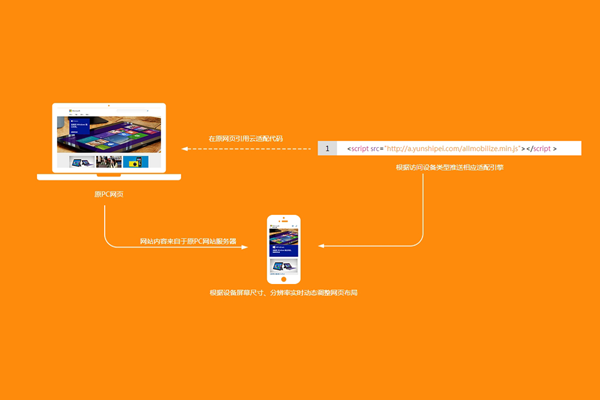 在原网页引用云适配代码
1 <script src="http://a.yunshipei.com/allmobilize.min.js"></script >
根据访问设备类型推送相应适配引擎
原PC网页
网站内容来自于原PC网站服务器
根据设备屏幕尺寸、分辨率实时动态调整网页布局